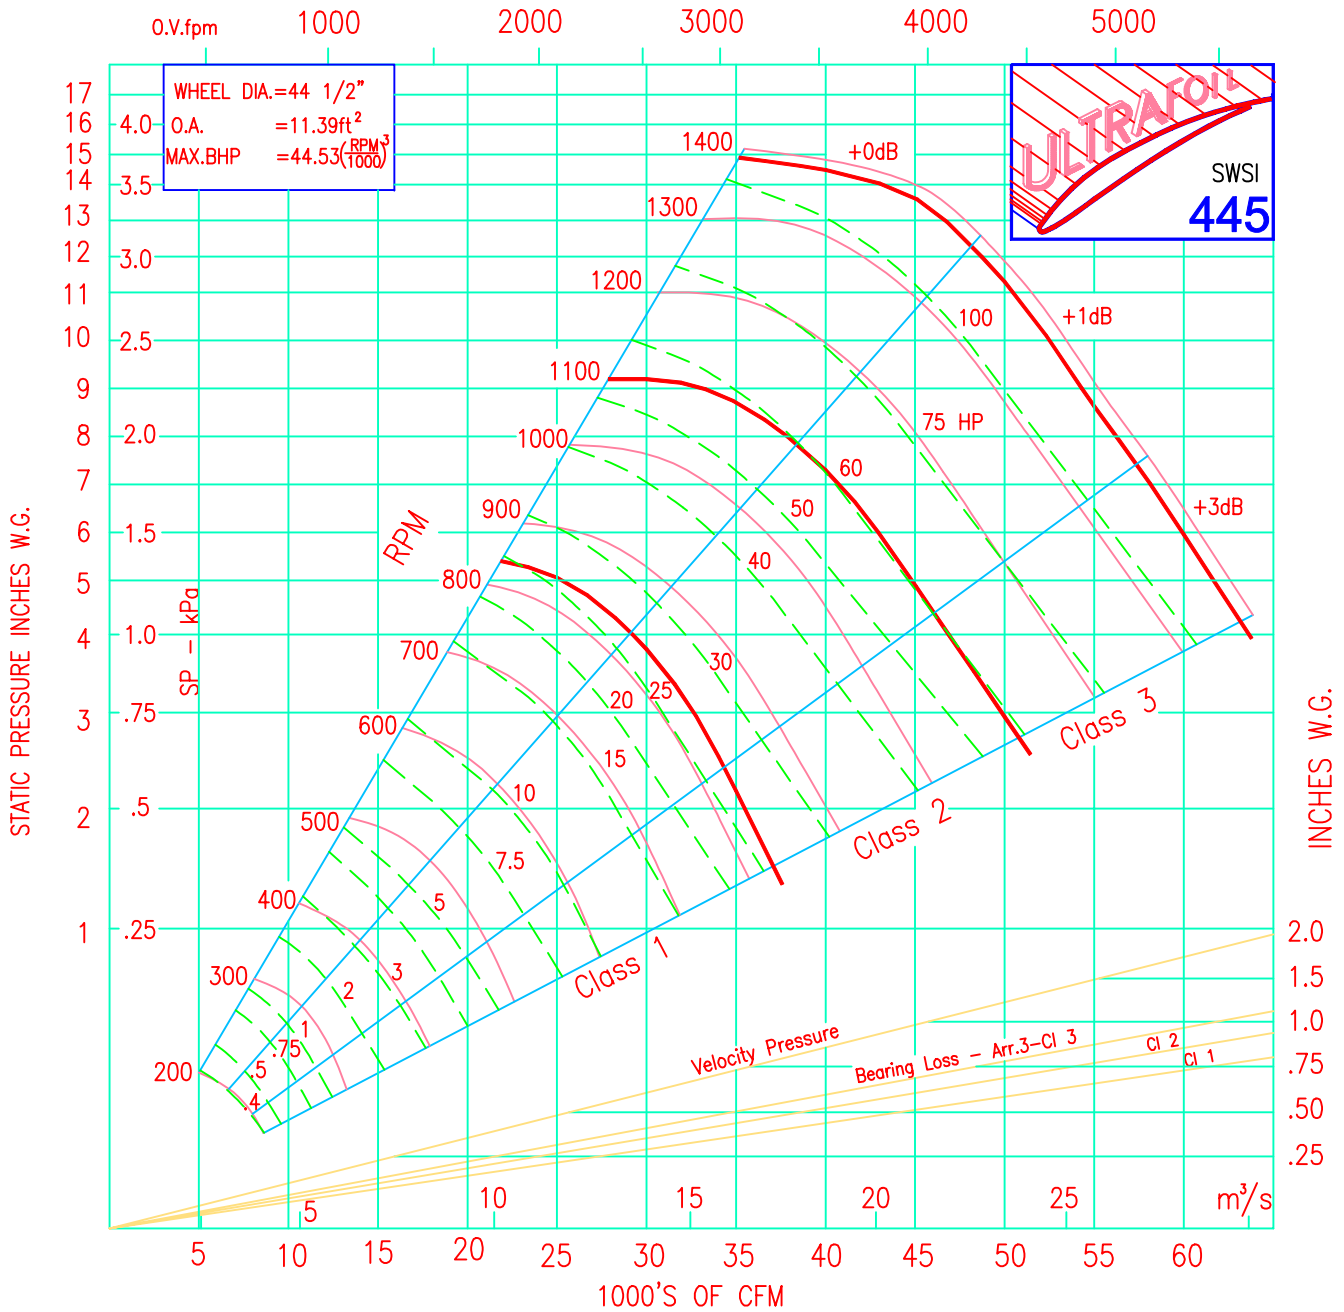 O.V.fpm 1000 2000 3000 4000 5000
WHEEL DIA.=44 1/2"
O.A. =11.39ft²
MAX.BHP =44.53(RPM/1000)³
ULTRAFOIL
SWSI
445
17
16
15
14
13
12
11
10
9
8
7
6
5
4
3
2
1
4.0
3.5
3.0
2.5
2.0
1.5
1.0
.75
.5
.25
STATIC PRESSURE INCHES W.G.
SP - kPa
RPM
1400
1300
1200
1100
1000
900
800
700
600
500
400
300
200
+0dB
+1dB
+3dB
100
75 HP
60
50
40
30
25
20
15
10
7.5
5
3
2
1
.75
.5
.4
Class 3
Class 2
Class 1
Velocity Pressure
Bearing Loss - Arr.3-Cl 3
Cl 2
Cl 1
INCHES W.G.
2.0
1.5
1.0
.75
.50
.25
5 10 15 20 25 m³/s
5 10 15 20 25 30 35 40 45 50 55 60
1000'S OF CFM